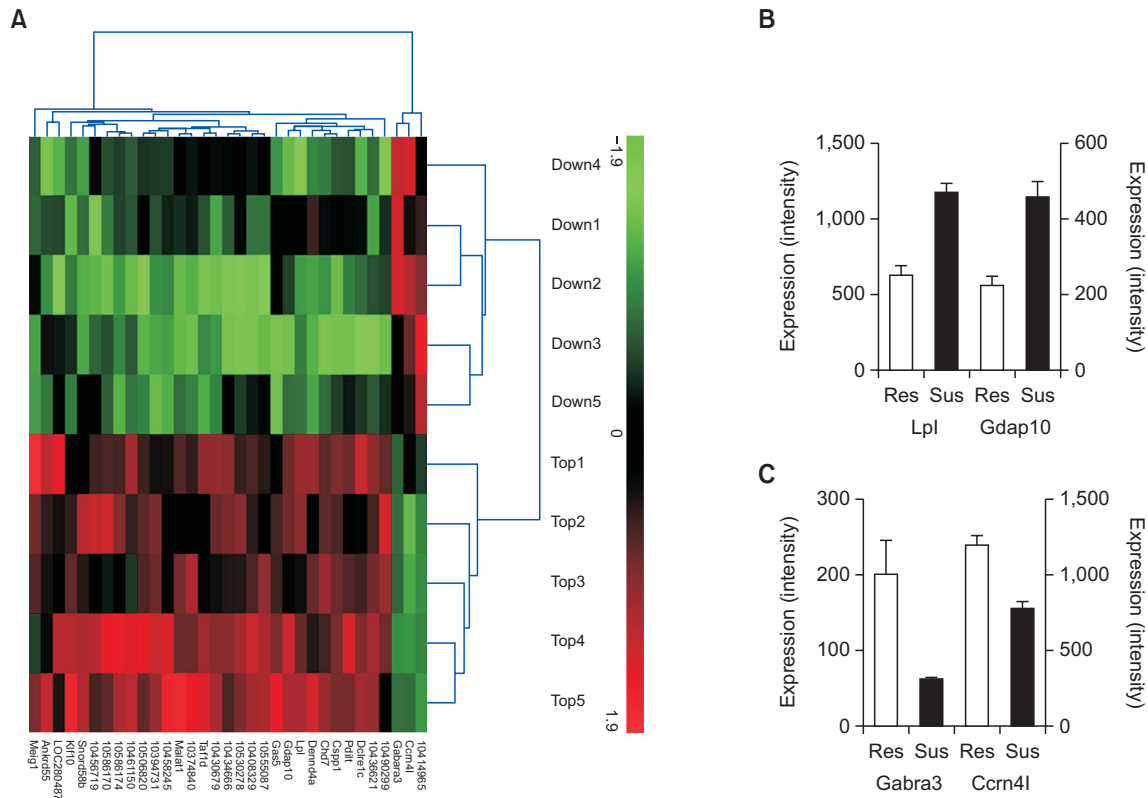 A
Down4
Down1
Down2
Down3
Down5
Top1
Top2
Top3
Top4
Top5
−1.9
0
1.9
Meig1
Ankrd55
LOC280487
Klf10
Snord58b
10456719
10586170
10586174
10461150
10506820
10394731
10458245
Malat1
10374840
Taf1d
10430679
10434666
10530278
10408329
10555087
Gas5
Gdap10
Lpl
Dennd4a
Chd7
Cspp1
Pdilt
Dclre1c
10436621
10490299
Gabara3
Ccrn4l
10414965
B
Expression (intensity)
1,500
1,000
500
0
600
400
200
0
Expression (intensity)
Res Sus Res Sus
Lpl Gdap10
C
Expression (intensity)
300
200
100
0
1,500
1,000
500
0
Expression (intensity)
Res Sus Res Sus
Gabra3 Ccrn4l